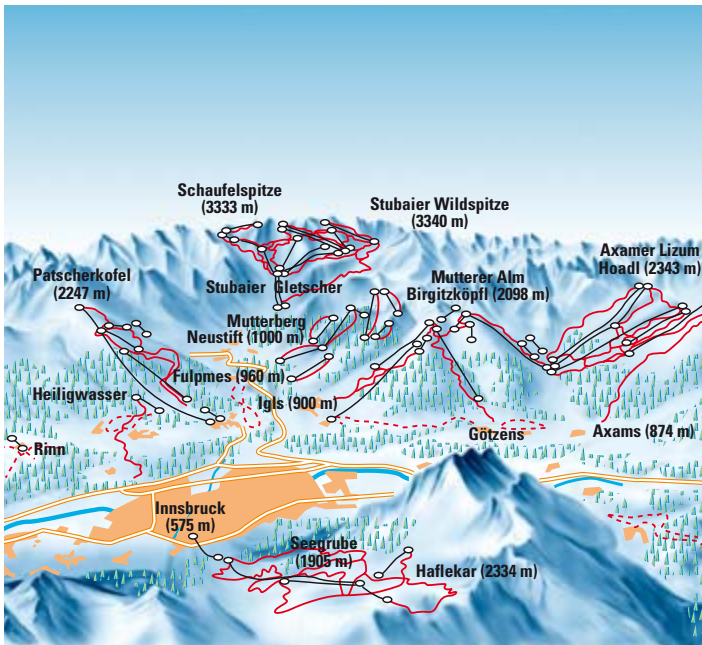 Schaufelspitze
(3333 m)
Stubaier Wildspitze
(3340 m)
Patscherkofel
(2247 m)
Stubaier Gletscher
Mutterer Alm
Birgitzköpfl (2098 m)
Axamer Lizum
Hoadl (2343 m)
Mutterberg
Neustift (1000 m)
Fulpmes (960 m)
Heiligwasser
Igls (900 m)
Götzens
Axams (874 m)
Rinn
Innsbruck
(575 m)
Seegrube
(1905 m)
Haflekar (2334 m)